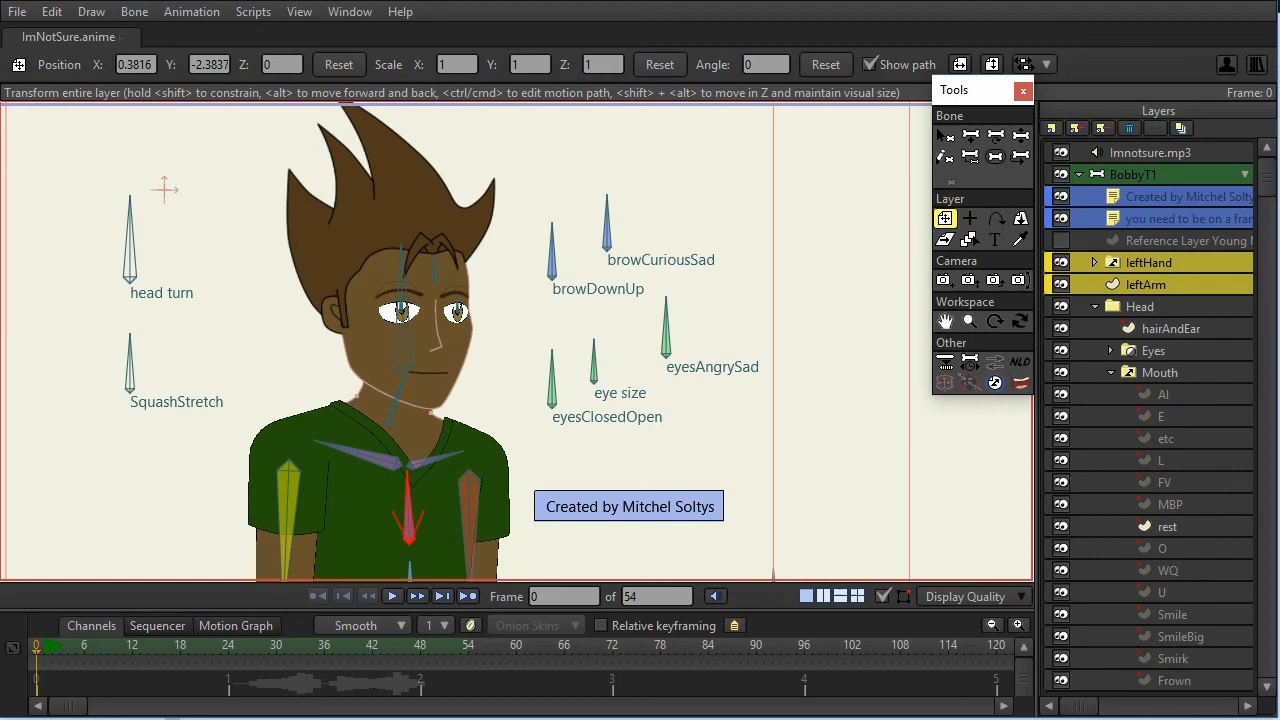 File Edit Draw Bone Animation Scripts View Window Help
ImNotSure.anime
Position X: 0.3816 Y: -2.3837 Z: 0 Reset Scale X: 1 Y: 1 Z: 1 Reset Angle: 0 Reset Show path
Transform entire layer (hold <shift> to constrain, <alt> to move forward and back, <ctrl/cmd> to edit motion path, <shift> + <alt> to move in Z and maintain visual size) Frame: 0
Tools
Bone
Layer
T
Camera
Workspace
Other
NLD
Layers
Imnotsure.mp3
BobbyT1
Created by Mitchel Solty
you need to be on a fra
Reference Layer Young
leftHand
leftArm
Head
hairAndEar
Eyes
Mouth
AI
E
etc
L
FV
MBP
rest
O
WQ
U
Smile
SmileBig
Smirk
Frown
head turn
SquashStretch
browCuriousSad
browDownUp
eyesAngrySad
eye size
eyesClosedOpen
Created by Mitchel Soltys
Frame 0 of 54 Display Quality
Channels Sequencer Motion Graph Smooth 1 Onion Skins Relative keyframing
0 6 12 18 24 30 36 42 48 54 60 66 72 78 84 90 96 102 108 114 120
0 1 2 3 4 5